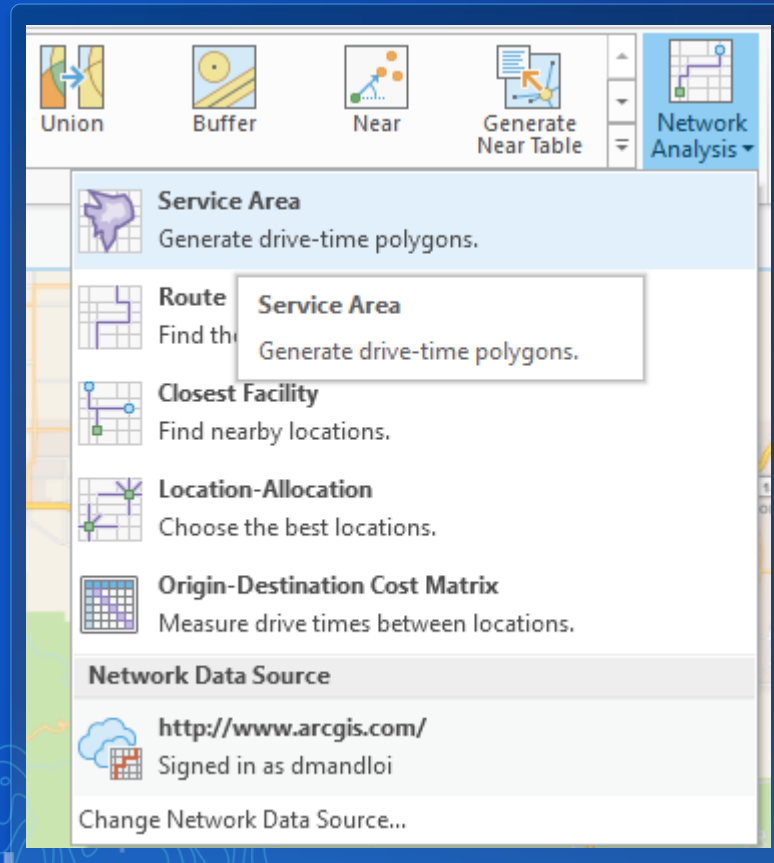 Union
Buffer
Near
Generate
Near Table
Network
Analysis
Service Area
Generate drive-time polygons.
Route
Find the
Service Area
Generate drive-time polygons.
Closest Facility
Find nearby locations.
Location-Allocation
Choose the best locations.
Origin-Destination Cost Matrix
Measure drive times between locations.
Network Data Source
http://www.arcgis.com/
Signed in as dmandloi
Change Network Data Source...